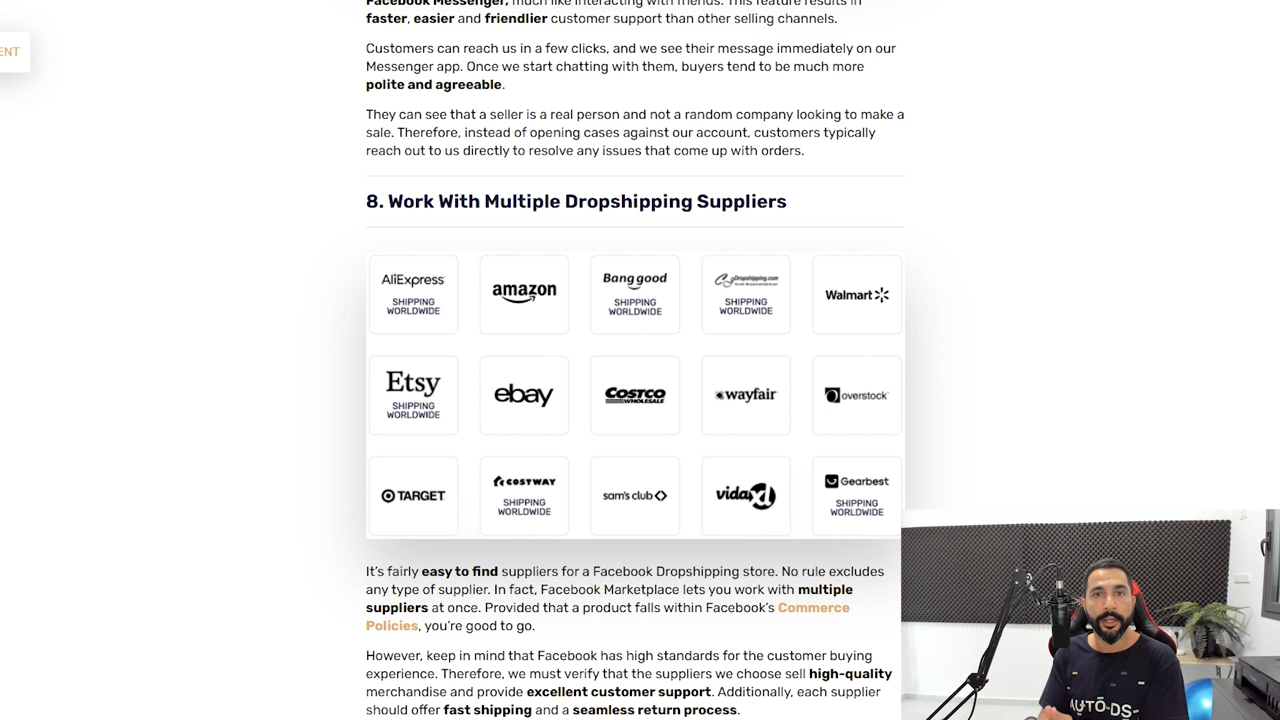 Facebook Messenger, much like interacting with friends. This feature results in
ENT
faster, easier and friendlier customer support than other selling channels.
Customers can reach us in a few clicks, and we see their message immediately on our
Messenger app. Once we start chatting with them, buyers tend to be much more
polite and agreeable.
They can see that a seller is a real person and not a random company looking to make a
sale. Therefore, instead of opening cases against our account, customers typically
reach out to us directly to resolve any issues that come up with orders.
8. Work With Multiple Dropshipping Suppliers
AliExpress
SHIPPING
WORLDWIDE
amazon
Banggood
SHIPPING
WORLDWIDE
Dropshipping.com
SHIPPING
WORLDWIDE
Walmart
Etsy
SHIPPING
WORLDWIDE
ebay
COSTCO
WHOLESALE
wayfair
overstock
TARGET
COSTWAY
SHIPPING
WORLDWIDE
sam's club
vidaXL
Gearbest
SHIPPING
WORLDWIDE
It's fairly easy to find suppliers for a Facebook Dropshipping store. No rule excludes
any type of supplier. In fact, Facebook Marketplace lets you work with multiple
suppliers at once. Provided that a product falls within Facebook's Commerce
Policies, you're good to go.
However, keep in mind that Facebook has high standards for the customer buying
experience. Therefore, we must verify that the suppliers we choose sell high-quality
merchandise and provide excellent customer support. Additionally, each supplier
should offer fast shipping and a seamless return process.
AUTO-DS